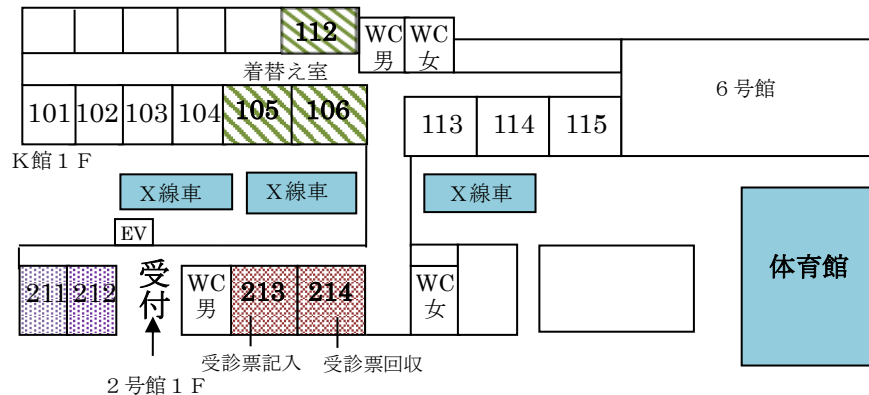 112
WC
男
WC
女
着替え室
6号館
101
102
103
104
105
106
113
114
115
K館1F
X線車
X線車
X線車
EV
体育館
211
212
受付
WC
男
213
214
WC
女
受診票記入
受診票回収
2号館1F